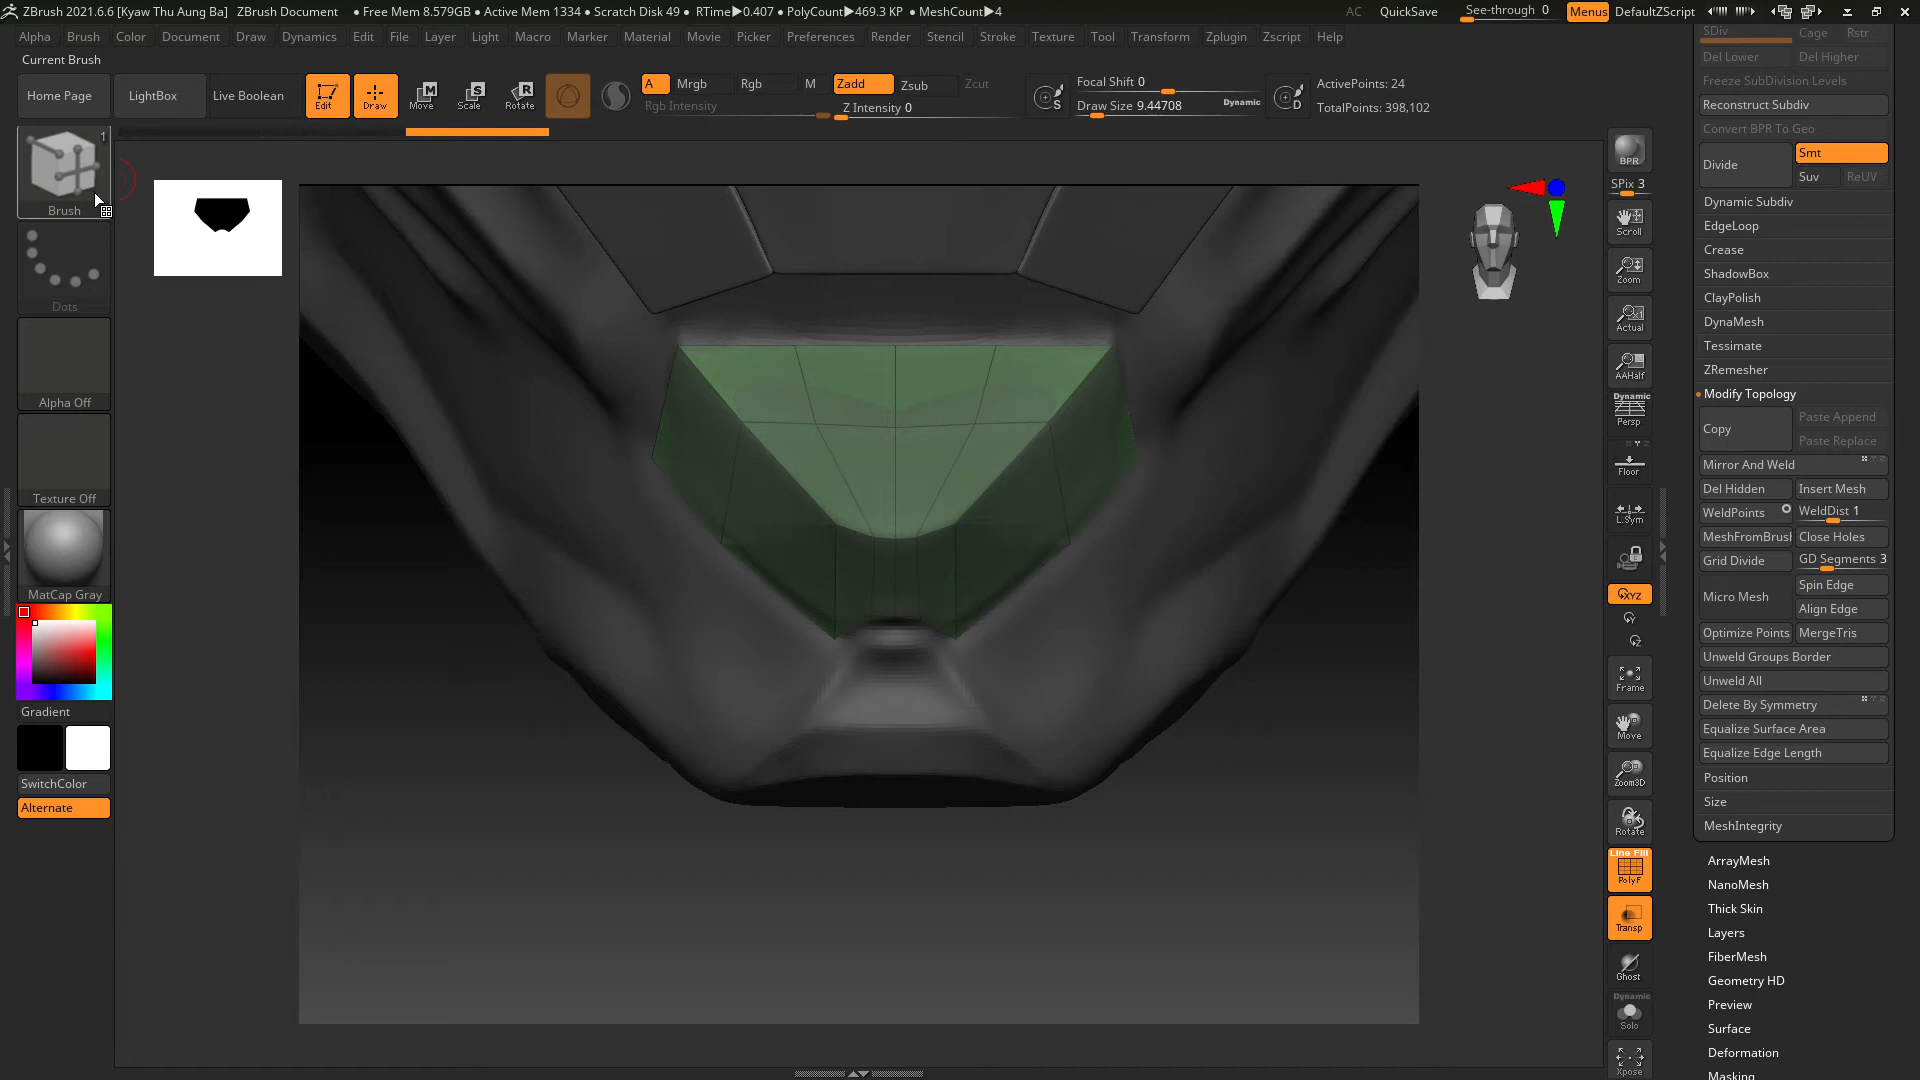 ZBrush 2021.6.6 [Kyaw Thu Aung Ba] ZBrush Document • Free Mem 8.579GB • Active Mem 1334 • Scratch Disk 49 • RTime▶0.407 • PolyCount▶469.3 KP • MeshCount▶4 AC QuickSave See-through 0 Menus DefaultZScript
Alpha Brush Color Document Draw Dynamics Edit File Layer Light Macro Marker Material Movie Picker Preferences Render Stencil Stroke Texture Tool Transform Zplugin Zscript Help
Current Brush
Home Page LightBox Live Boolean Edit Draw Move Scale Rotate
A Mrgb Rgb M Zadd Zsub Zcut
Rgb Intensity Z Intensity 0
Focal Shift 0
Draw Size 9.44708 Dynamic
ActivePoints: 24
TotalPoints: 398,102
1
Brush
Dots
Alpha Off
Texture Off
MatCap Gray
Gradient
SwitchColor
Alternate
BPR
SPix 3
Scroll
Zoom
Actual
AAHalf
Dynamic
Persp
Floor
L.Sym
XYZ
Frame
Move
Zoom3D
Rotate
Line Fill
PolyF
Transp
Ghost
Dynamic
Solo
Xpose
SDiv Cage Rstr
Del Lower Del Higher
Freeze SubDivision Levels
Reconstruct Subdiv
Convert BPR To Geo
Divide Smt
Suv ReUV
Dynamic Subdiv
EdgeLoop
Crease
ShadowBox
ClayPolish
DynaMesh
Tessimate
ZRemesher
Modify Topology
Copy Paste Append
Paste Replace
Mirror And Weld
Del Hidden Insert Mesh
WeldPoints WeldDist 1
MeshFromBrush Close Holes
Grid Divide GD Segments 3
Micro Mesh Spin Edge
Align Edge
Optimize Points MergeTris
Unweld Groups Border
Unweld All
Delete By Symmetry
Equalize Surface Area
Equalize Edge Length
Position
Size
MeshIntegrity
ArrayMesh
NanoMesh
Thick Skin
Layers
FiberMesh
Geometry HD
Preview
Surface
Deformation
Masking